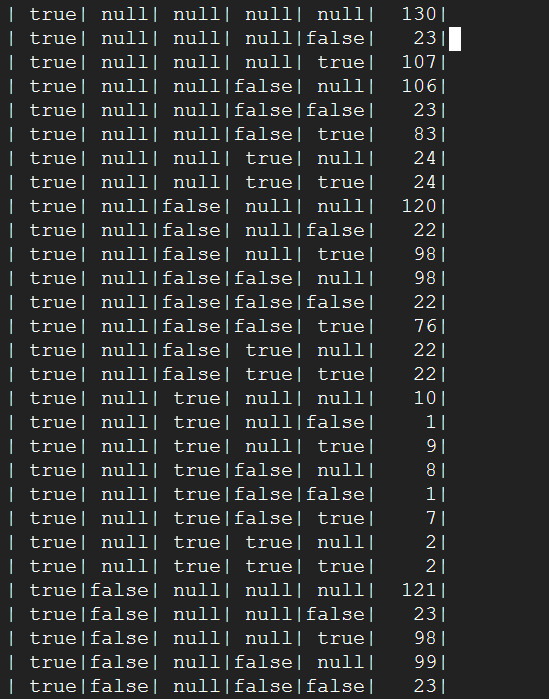 | true| null| null| null| null|  130|
| true| null| null| null|false|   23|
| true| null| null| null| true|  107|
| true| null| null|false| null|  106|
| true| null| null|false|false|   23|
| true| null| null|false| true|   83|
| true| null| null| true| null|   24|
| true| null| null| true| true|   24|
| true| null|false| null| null|  120|
| true| null|false| null|false|   22|
| true| null|false| null| true|   98|
| true| null|false|false| null|   98|
| true| null|false|false|false|   22|
| true| null|false|false| true|   76|
| true| null|false| true| null|   22|
| true| null|false| true| true|   22|
| true| null| true| null| null|   10|
| true| null| true| null|false|    1|
| true| null| true| null| true|    9|
| true| null| true|false| null|    8|
| true| null| true|false|false|    1|
| true| null| true|false| true|    7|
| true| null| true| true| null|    2|
| true| null| true| true| true|    2|
| true|false| null| null| null|  121|
| true|false| null| null|false|   23|
| true|false| null| null| true|   98|
| true|false| null|false| null|   99|
| true|false| null|false|false|   23|